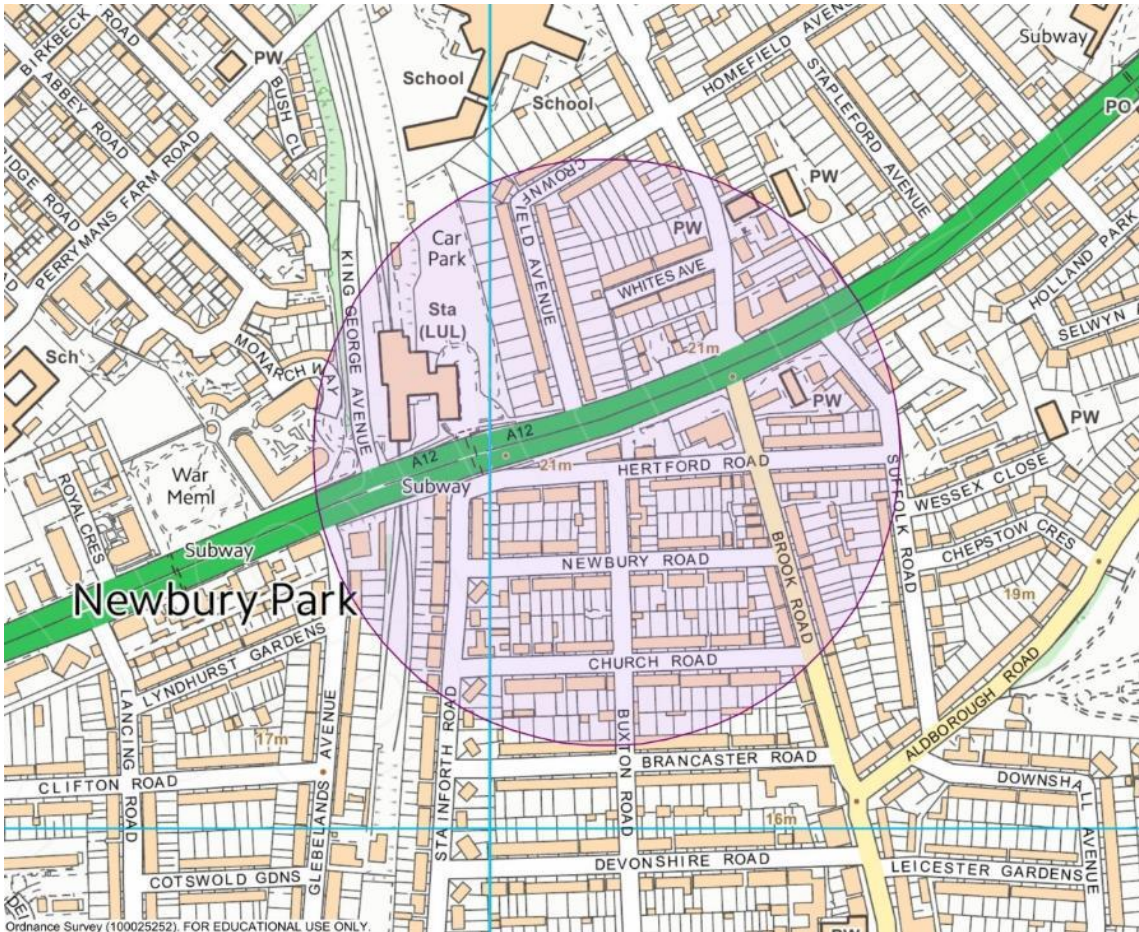 BIRKBECK ROAD
ABBEY ROAD
PW
BUSH CL
School
School
HOMEFIELD AVENUE
STAPLEFORD AVENUE
Subway
PO
PERRYMANS FARM ROAD
KING GEORGE AVENUE
Car
Park
Sta
(LUL)
CROWNFIELD AVENUE
PW
WHITES AVE
PW
HOLLAND PARK
SELWYN A
Sch
MONARCH WAY
21m
PW
PW
A12
A12
21m
Subway
HERTFORD ROAD
SUFFOLK ROAD
WESSEX CLOSE
War
Meml
ROYAL CRES
Subway
NEWBURY ROAD
BROOK ROAD
CHEPSTOW CRES
Newbury Park
19m
LYNDHURST GARDENS
CHURCH ROAD
ALDBOROUGH ROAD
LANCING ROAD
17m
GLEBELANDS AVENUE
STAINFORTH ROAD
BUXTON ROAD
BRANCASTER ROAD
CLIFTON ROAD
DOWNSHALL AVENUE
16m
DEVONSHIRE ROAD
LEICESTER GARDENS
COTSWOLD GDNS
PW
Ordnance Survey (100025252). FOR EDUCATIONAL USE ONLY.